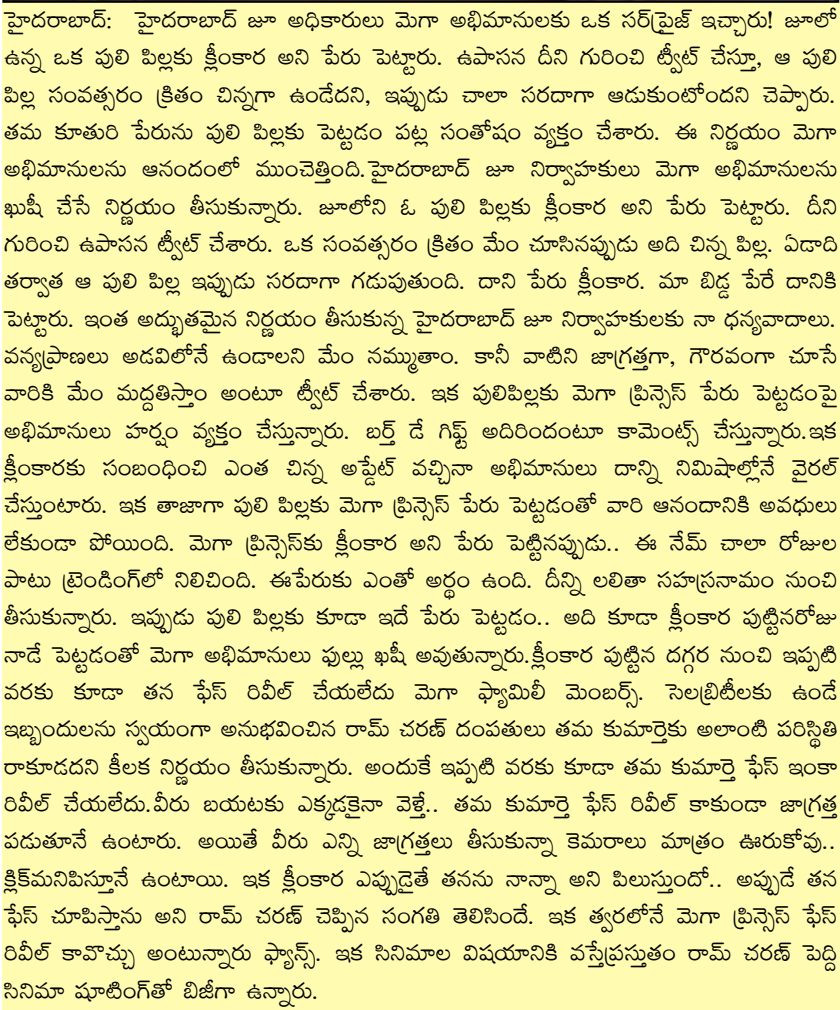 హైదరాబాద్: హైదరాబాద్ జూ అధికారులు మెగా అభిమానులకు ఒక సర్‌ప్రైజ్ ఇచ్చారు! జూలో
ఉన్న ఒక పులి పిల్లకు క్లీంకార అని పేరు పెట్టారు. ఉపాసన దీని గురించి ట్వీట్ చేస్తూ, ఆ పులి
పిల్ల సంవత్సరం క్రితం చిన్నగా ఉండేదని, ఇప్పుడు చాలా సరదాగా ఆడుకుంటోందని చెప్పారు.
తమ కూతురి పేరును పులి పిల్లకు పెట్టడం పట్ల సంతోషం వ్యక్తం చేశారు. ఈ నిర్ణయం మెగా
అభిమానులను ఆనందంలో ముంచెత్తింది.హైదరాబాద్ జూ నిర్వాహకులు మెగా అభిమానులను
ఖుషీ చేసే నిర్ణయం తీసుకున్నారు. జూలోని ఓ పులి పిల్లకు క్లీంకార అని పేరు పెట్టారు. దీని
గురించి ఉపాసన ట్వీట్ చేశారు. ఒక సంవత్సరం క్రితం మేం చూసినప్పుడు అది చిన్న పిల్ల. ఏడాది
తర్వాత ఆ పులి పిల్ల ఇప్పుడు సరదాగా గడుపుతుంది. దాని పేరు క్లీంకార. మా బిడ్డ పేరే దానికి
పెట్టారు. ఇంత అద్భుతమైన నిర్ణయం తీసుకున్న హైదరాబాద్ జూ నిర్వాహకులకు నా ధన్యవాదాలు.
వన్యప్రాణలు అడవిలోనే ఉండాలని మేం నమ్ముతాం. కానీ వాటిని జాగ్రత్తగా, గౌరవంగా చూసే
వారికి మేం మద్దతిస్తాం అంటూ ట్వీట్ చేశారు. ఇక పులిపిల్లకు మెగా ప్రిన్సెస్ పేరు పెట్టడంపై
అభిమానులు హర్షం వ్యక్తం చేస్తున్నారు. బర్త్ డే గిఫ్ట్ అదిరిందంటూ కామెంట్స్ చేస్తున్నారు.ఇక
క్లీంకారకు సంబంధించి ఎంత చిన్న అప్డేట్ వచ్చినా అభిమానులు దాన్ని నిమిషాల్లోనే వైరల్
చేస్తుంటారు. ఇక తాజాగా పులి పిల్లకు మెగా ప్రిన్సెస్ పేరు పెట్టడంతో వారి ఆనందానికి అవధులు
లేకుండా పోయింది. మెగా ప్రిన్సెస్‌కు క్లీంకార అని పేరు పెట్టినప్పుడు.. ఈ నేమ్ చాలా రోజుల
పాటు ట్రెండింగ్‌లో నిలిచింది. ఈపేరుకు ఎంతో అర్థం ఉంది. దీన్ని లలితా సహస్రనామం నుంచి
తీసుకున్నారు. ఇప్పుడు పులి పిల్లకు కూడా ఇదే పేరు పెట్టడం.. అది కూడా క్లీంకార పుట్టినరోజు
నాడే పెట్టడంతో మెగా అభిమానులు ఫుల్లు ఖషీ అవుతున్నారు.క్లీంకార పుట్టిన దగ్గర నుంచి ఇప్పటి
వరకు కూడా తన ఫేస్ రివీల్ చేయలేదు మెగా ఫ్యామిలీ మెంబర్స్. సెలబ్రిటీలకు ఉండే
ఇబ్బందులను స్వయంగా అనుభవించిన రామ్ చరణ్ దంపతులు తమ కుమార్తెకు అలాంటి పరిస్థితి
రాకూడదని కీలక నిర్ణయం తీసుకున్నారు. అందుకే ఇప్పటి వరకు కూడా తమ కుమార్తె ఫేస్ ఇంకా
రివీల్ చేయలేదు.వీరు బయటకు ఎక్కడకైనా వెళ్తే.. తమ కుమార్తె ఫేస్ రివీల్ కాకుండా జాగ్రత్త
పడుతూనే ఉంటారు. అయితే వీరు ఎన్ని జాగ్రత్తలు తీసుకున్నా కెమరాలు మాత్రం ఊరుకోవు..
క్లిక్‌మనిపిస్తూనే ఉంటాయి. ఇక క్లీంకార ఎప్పుడైతే తనను నాన్నా అని పిలుస్తుందో.. అప్పుడే తన
ఫేస్ చూపిస్తాను అని రామ్ చరణ్ చెప్పిన సంగతి తెలిసిందే. ఇక త్వరలోనే మెగా ప్రిన్సెస్ ఫేస్
రివీల్ కావొచ్చు అంటున్నారు ఫ్యాన్స్. ఇక సినిమాల విషయానికి వస్తేప్రస్తుతం రామ్ చరణ్ పెద్ది
సినిమా షూటింగ్‌తో బిజీగా ఉన్నారు.